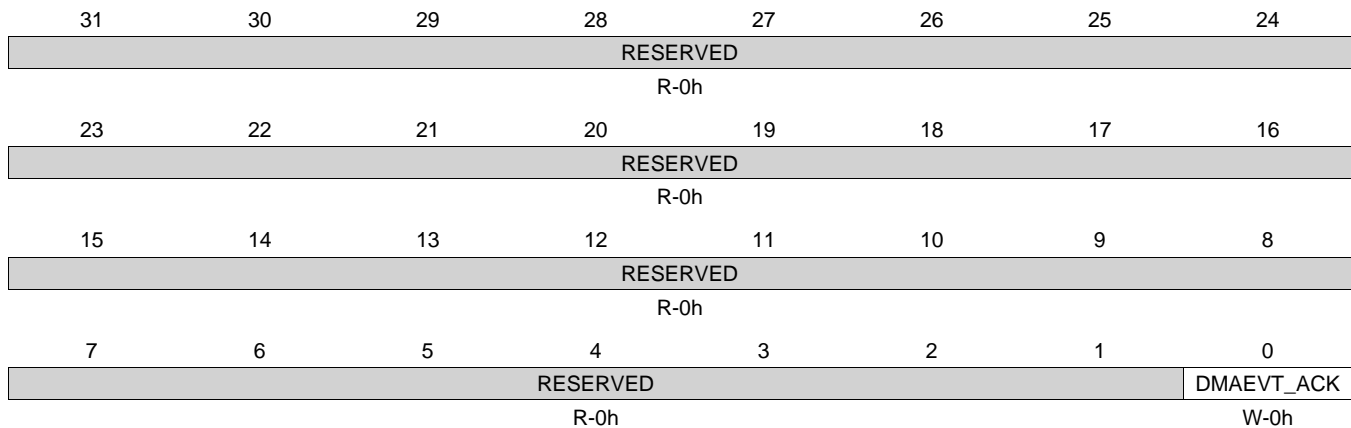 31 30 29 28 27 26 25 24
RESERVED
R-0h
23 22 21 20 19 18 17 16
RESERVED
R-0h
15 14 13 12 11 10 9 8
RESERVED
R-0h
7 6 5 4 3 2 1 0
RESERVED DMAEVT_ACK
R-0h W-0h